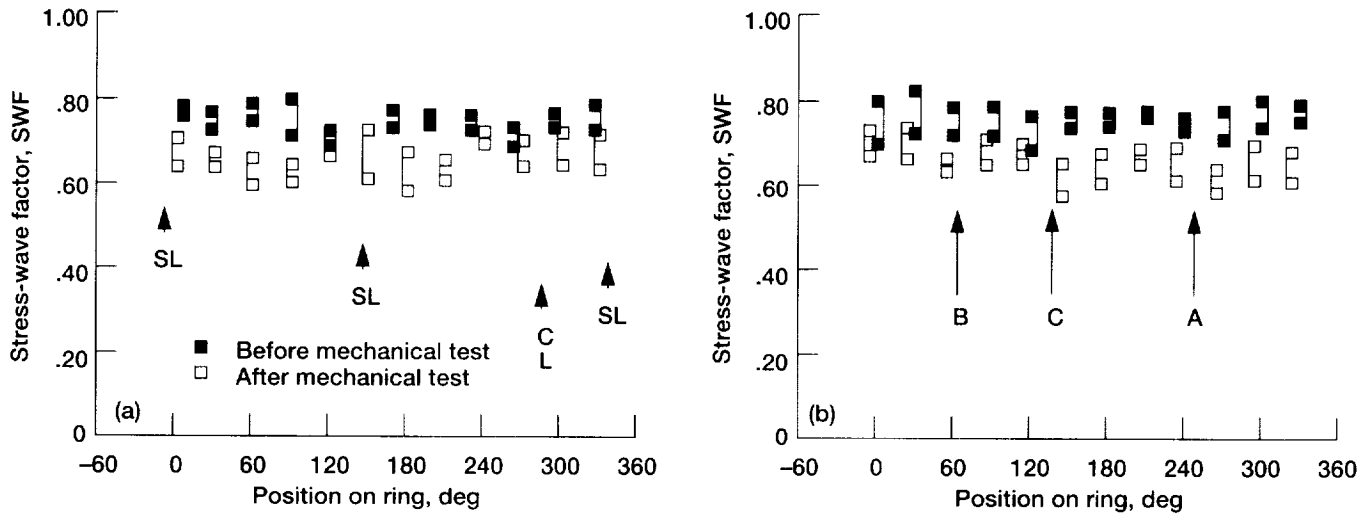 1.00
.80
.60
.40
.20
0
Stress-wave factor, SWF
SL
SL
C
L
SL
Before mechanical test
After mechanical test
(a)
−60 0 60 120 180 240 300 360
Position on ring, deg
1.00
.80
.60
.40
.20
0
Stress-wave factor, SWF
B
C
A
(b)
−60 0 60 120 180 240 300 360
Position on ring, deg